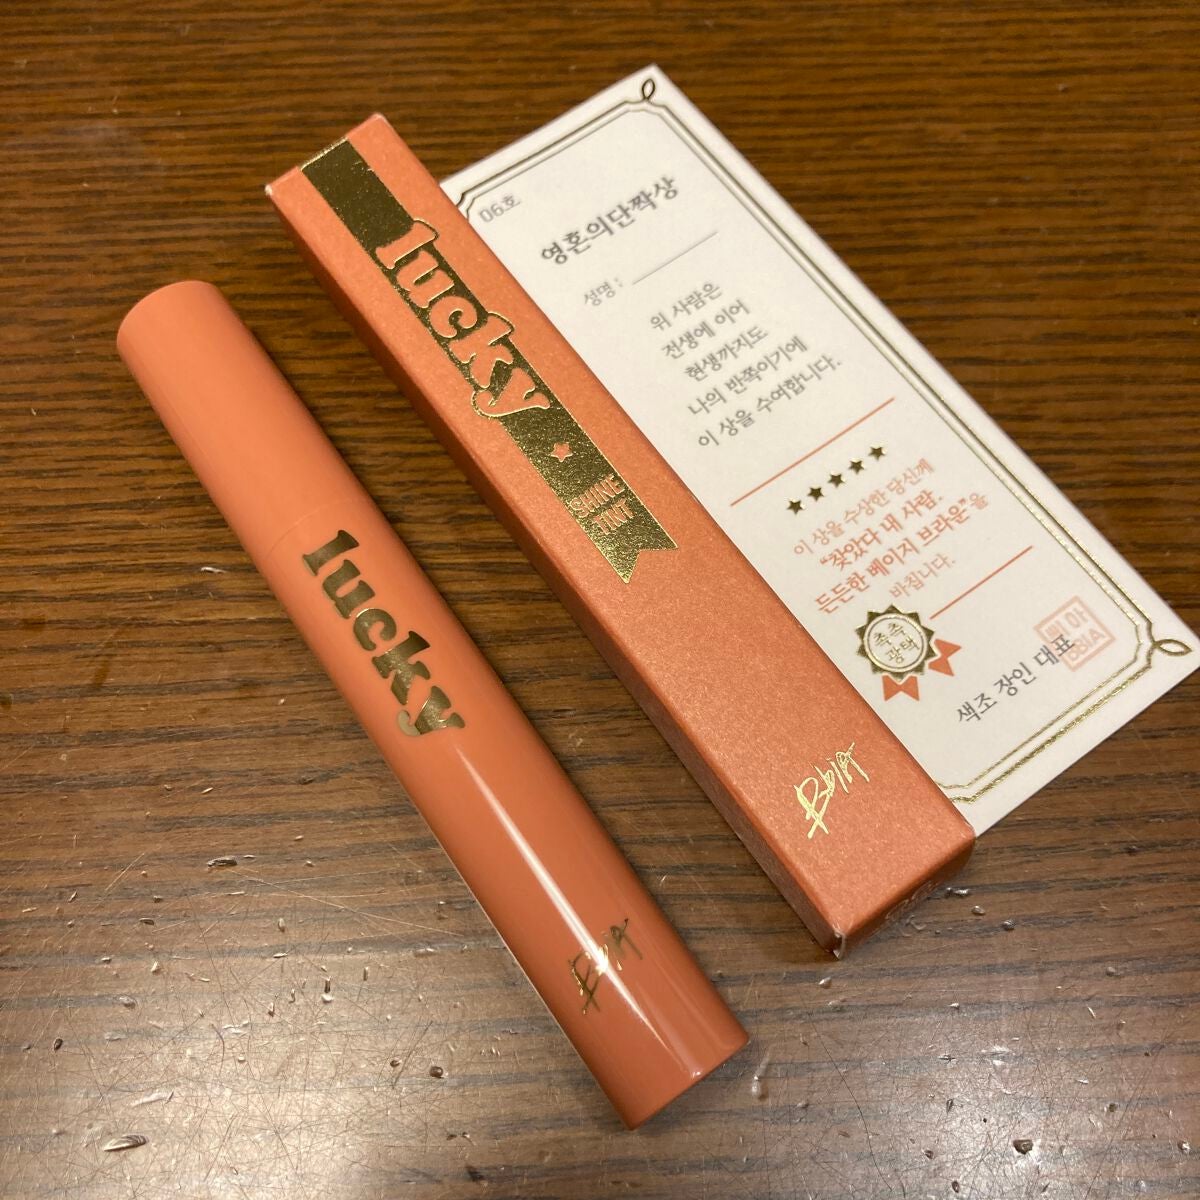 lucky
BBIA
lucky
SHINE
TINT
BBIA
06호
영혼의단짝상
성명 :
위 사람은
전생에 이어
현생까지도
나의 반쪽이기에
이 상을 수여합니다.
이 상을 수상한 당신께
“찾았다 내 사람.
든든한 베이지 브라운”을
바칩니다.
촉촉
광택
색조 장인 대표
삐아
BBIA